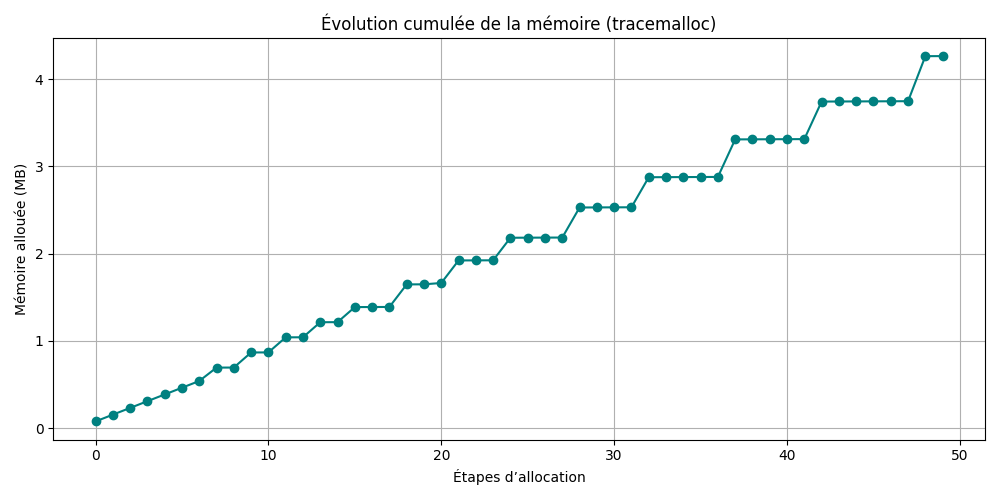 Évolution cumulée de la mémoire (tracemalloc)
Mémoire allouée (MB)
4
3
2
1
0
0 10 20 30 40 50
Étapes d’allocation